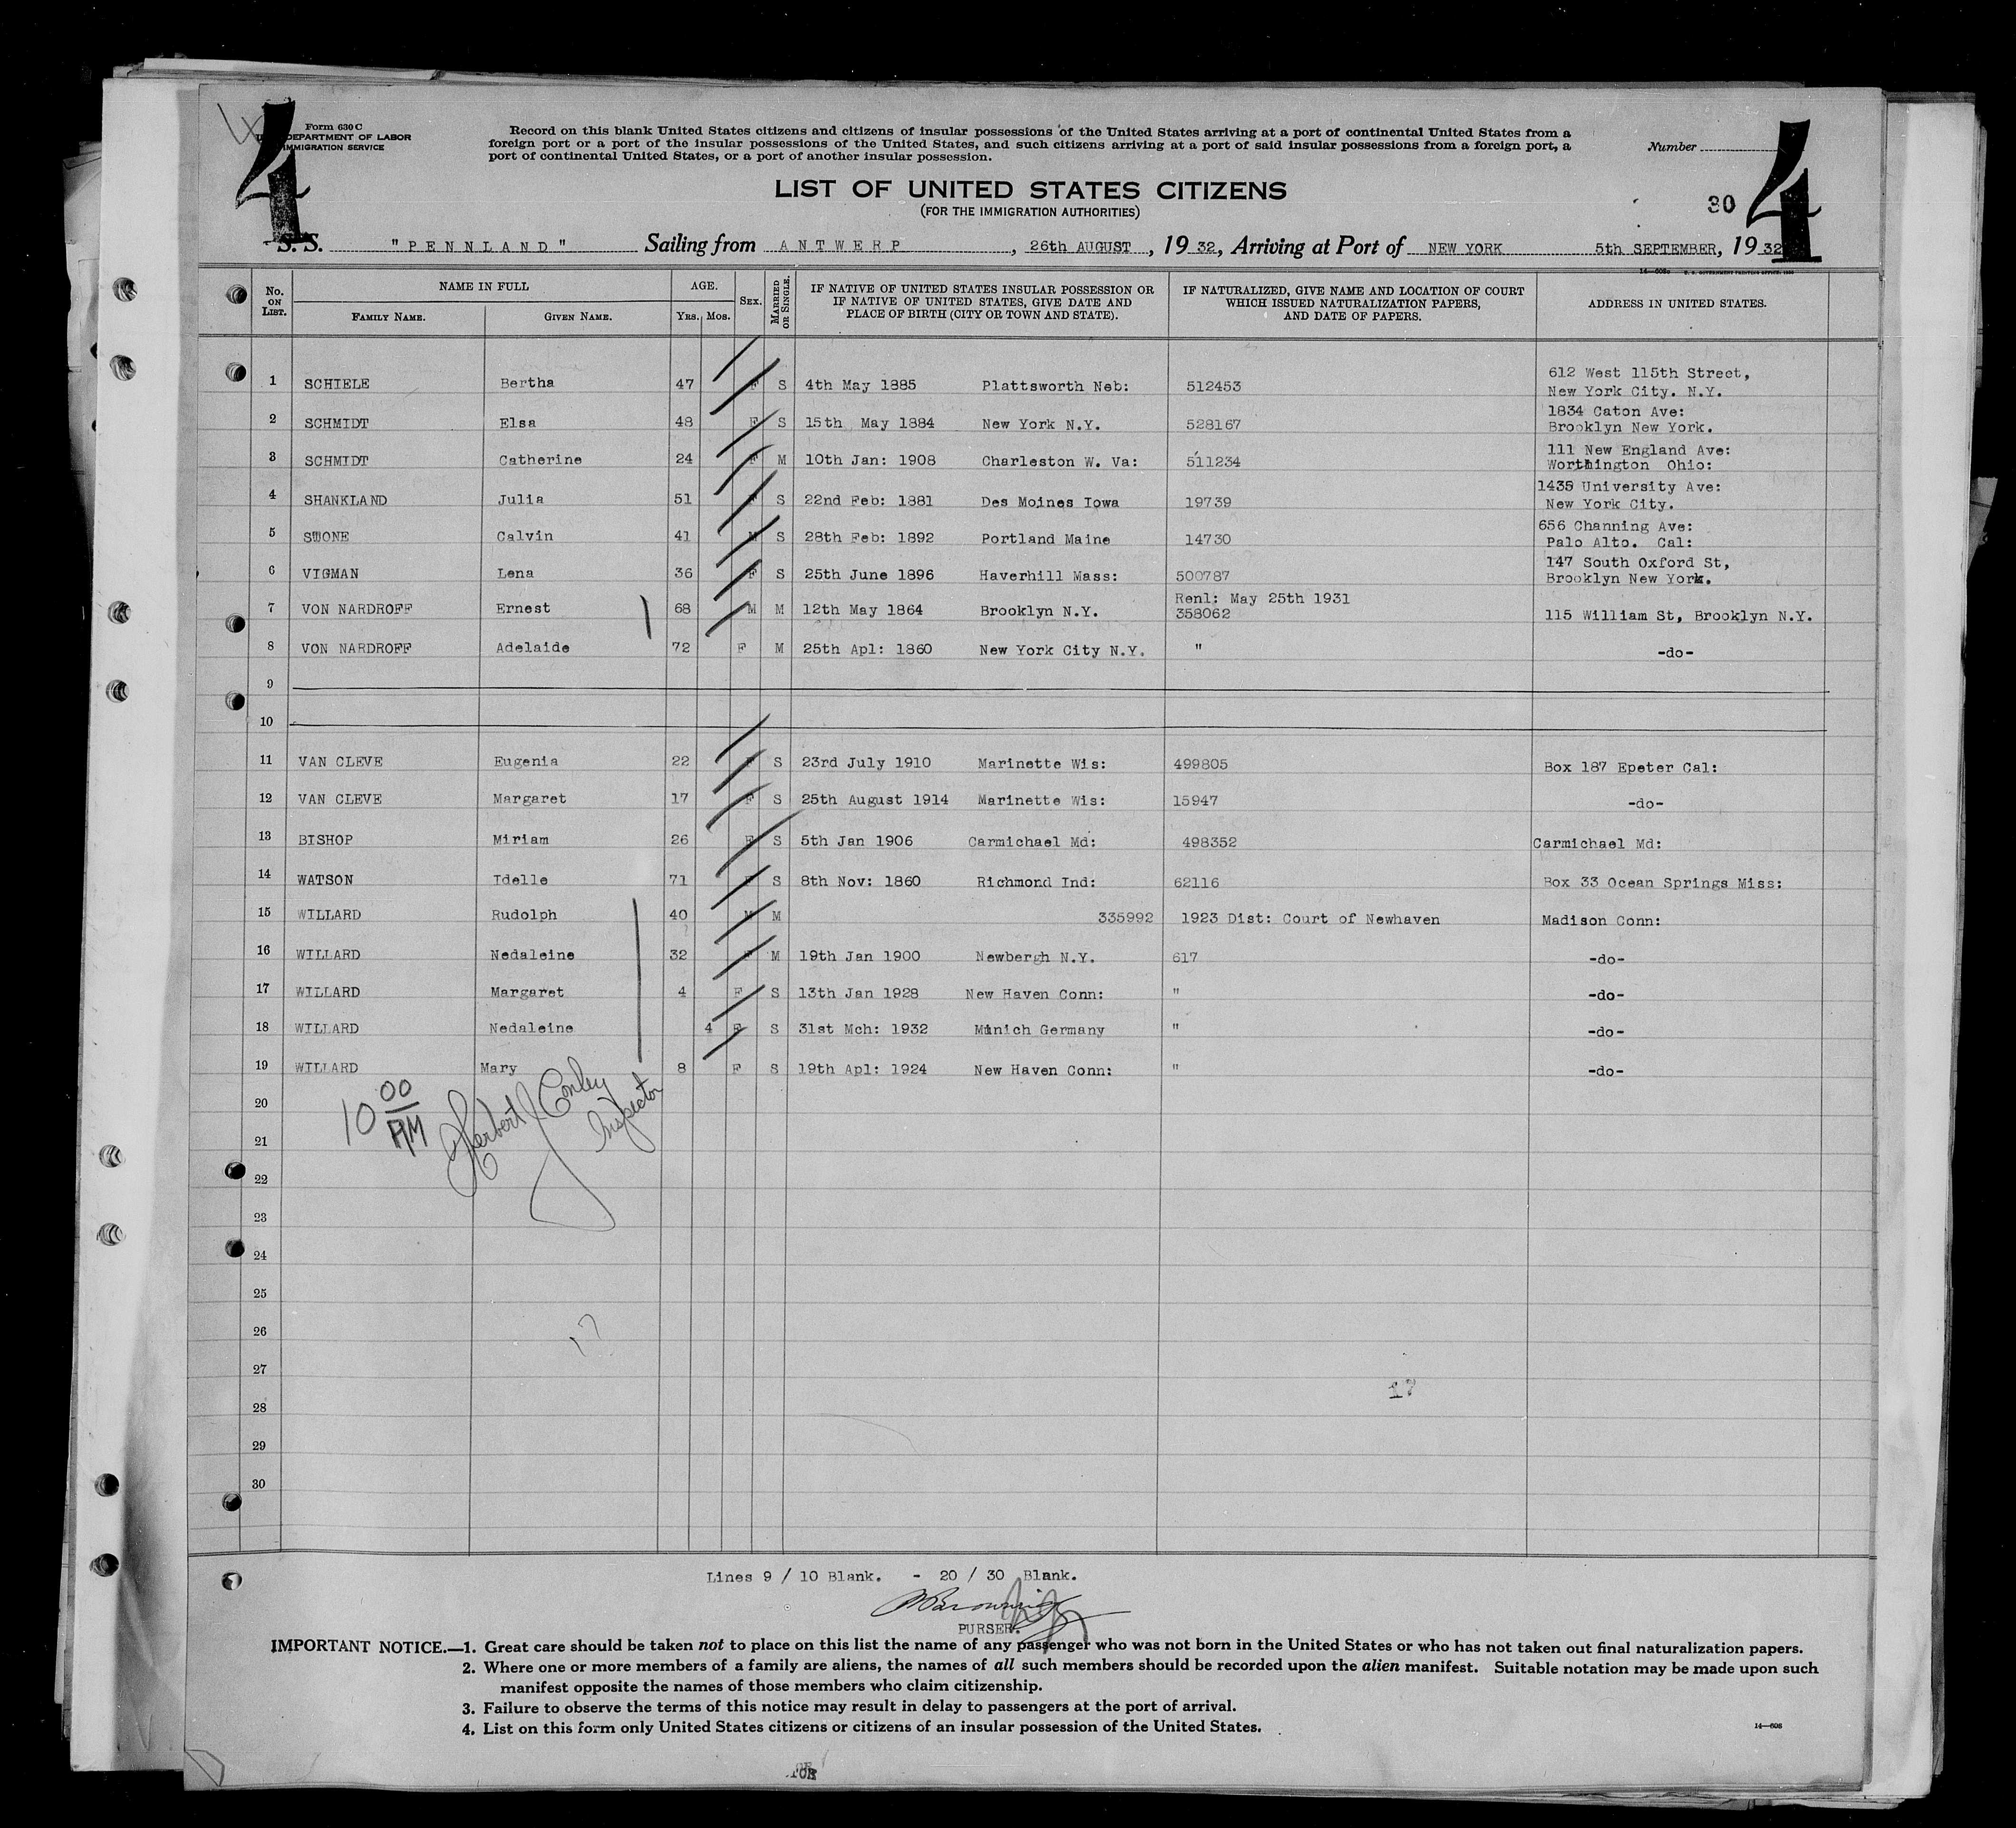 4
Form 630 C
DEPARTMENT OF LABOR
IMMIGRATION SERVICE
Record on this blank United States citizens and citizens of insular possessions of the United States arriving at a port of continental United States from a
foreign port or a port of the insular possessions of the United States, and such citizens arriving at a port of said insular possessions from a foreign port, a
port of continental United States, or a port of another insular possession.
Number
4
LIST OF UNITED STATES CITIZENS
(FOR THE IMMIGRATION AUTHORITIES)
30
S. S. "PENNLAND" Sailing from ANTWERP, 26th AUGUST, 1932, Arriving at Port of NEW YORK 5th SEPTEMBER, 1932
No. ON LIST. NAME IN FULL FAMILY NAME. GIVEN NAME. AGE. YRS. MOS. SEX. MARRIED OR SINGLE. IF NATIVE OF UNITED STATES INSULAR POSSESSION OR IF NATIVE OF UNITED STATES, GIVE DATE AND PLACE OF BIRTH (CITY OR TOWN AND STATE). IF NATURALIZED, GIVE NAME AND LOCATION OF COURT WHICH ISSUED NATURALIZATION PAPERS, AND DATE OF PAPERS. ADDRESS IN UNITED STATES.
1 SCHIELE Bertha 47 F S 4th May 1885 Plattsworth Neb: 512453 612 West 115th Street, New York City. N.Y.
2 SCHMIDT Elsa 48 F S 15th May 1884 New York N.Y. 528167 1834 Caton Ave: Brooklyn New York.
3 SCHMIDT Catherine 24 F M 10th Jan: 1908 Charleston W. Va: 511234 111 New England Ave: Worthington Ohio:
4 SHANKLAND Julia 51 F S 22nd Feb: 1881 Des Moines Iowa 19739 1435 University Ave: New York City.
5 STONE Calvin 41 M S 28th Feb: 1892 Portland Maine 14730 656 Channing Ave: Palo Alto. Cal:
6 VIGMAN Lena 36 F S 25th June 1896 Haverhill Mass: 500787 147 South Oxford St, Brooklyn New York.
7 VON NARDROFF Ernest 68 M M 12th May 1864 Brooklyn N.Y. Renl: May 25th 1931 358062 115 William St, Brooklyn N.Y.
8 VON NARDROFF Adelaide 72 F M 25th Apl: 1860 New York City N.Y. " -do-
9
10
11 VAN CLEVE Eugenia 22 F S 23rd July 1910 Marinette Wis: 499805 Box 187 Epeter Cal:
12 VAN CLEVE Margaret 17 F S 25th August 1914 Marinette Wis: 15947 -do-
13 BISHOP Miriam 26 F S 5th Jan 1906 Carmichael Md: 498352 Carmichael Md:
14 WATSON Idelle 71 F S 8th Nov: 1860 Richmond Ind: 62116 Box 33 Ocean Springs Miss:
15 WILLARD Rudolph 40 M M 335992 1923 Dist: Court of Newhaven Madison Conn:
16 WILLARD Nedaleine 32 F M 19th Jan 1900 Newbergh N.Y. 617 -do-
17 WILLARD Margaret 4 F S 13th Jan 1928 New Haven Conn: " -do-
18 WILLARD Nedaleine 4 F S 31st Mch: 1932 Munich Germany " -do-
19 WILLARD Mary 8 F S 19th Apl: 1924 New Haven Conn: " -do-
10 00 AM Herbert J Conley Inspector
20
21
22
23
24
25
26
17
27
17
28
29
30
Lines 9 / 10 Blank. - 20 / 30 Blank.
PURSER.
IMPORTANT NOTICE.—1. Great care should be taken not to place on this list the name of any passenger who was not born in the United States or who has not taken out final naturalization papers.
2. Where one or more members of a family are aliens, the names of all such members should be recorded upon the alien manifest. Suitable notation may be made upon such
manifest opposite the names of those members who claim citizenship.
3. Failure to observe the terms of this notice may result in delay to passengers at the port of arrival.
4. List on this form only United States citizens or citizens of an insular possession of the United States.
14—608